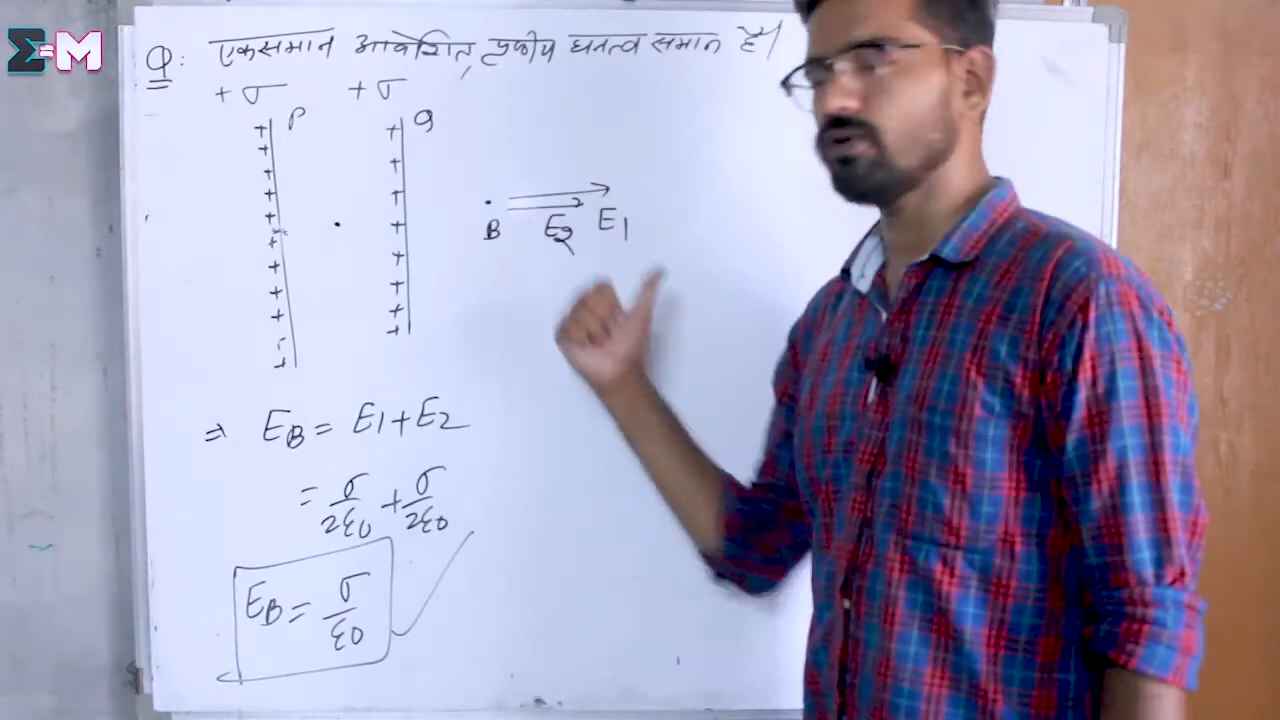 Σ=M
Q: एकसमान आवेशित, पृष्ठीय घनत्व समान है।
+σ +σ
P Q
B E2 E1
⇒ EB = E1+E2
= σ/2ε0 + σ/2ε0
EB = σ/ε0